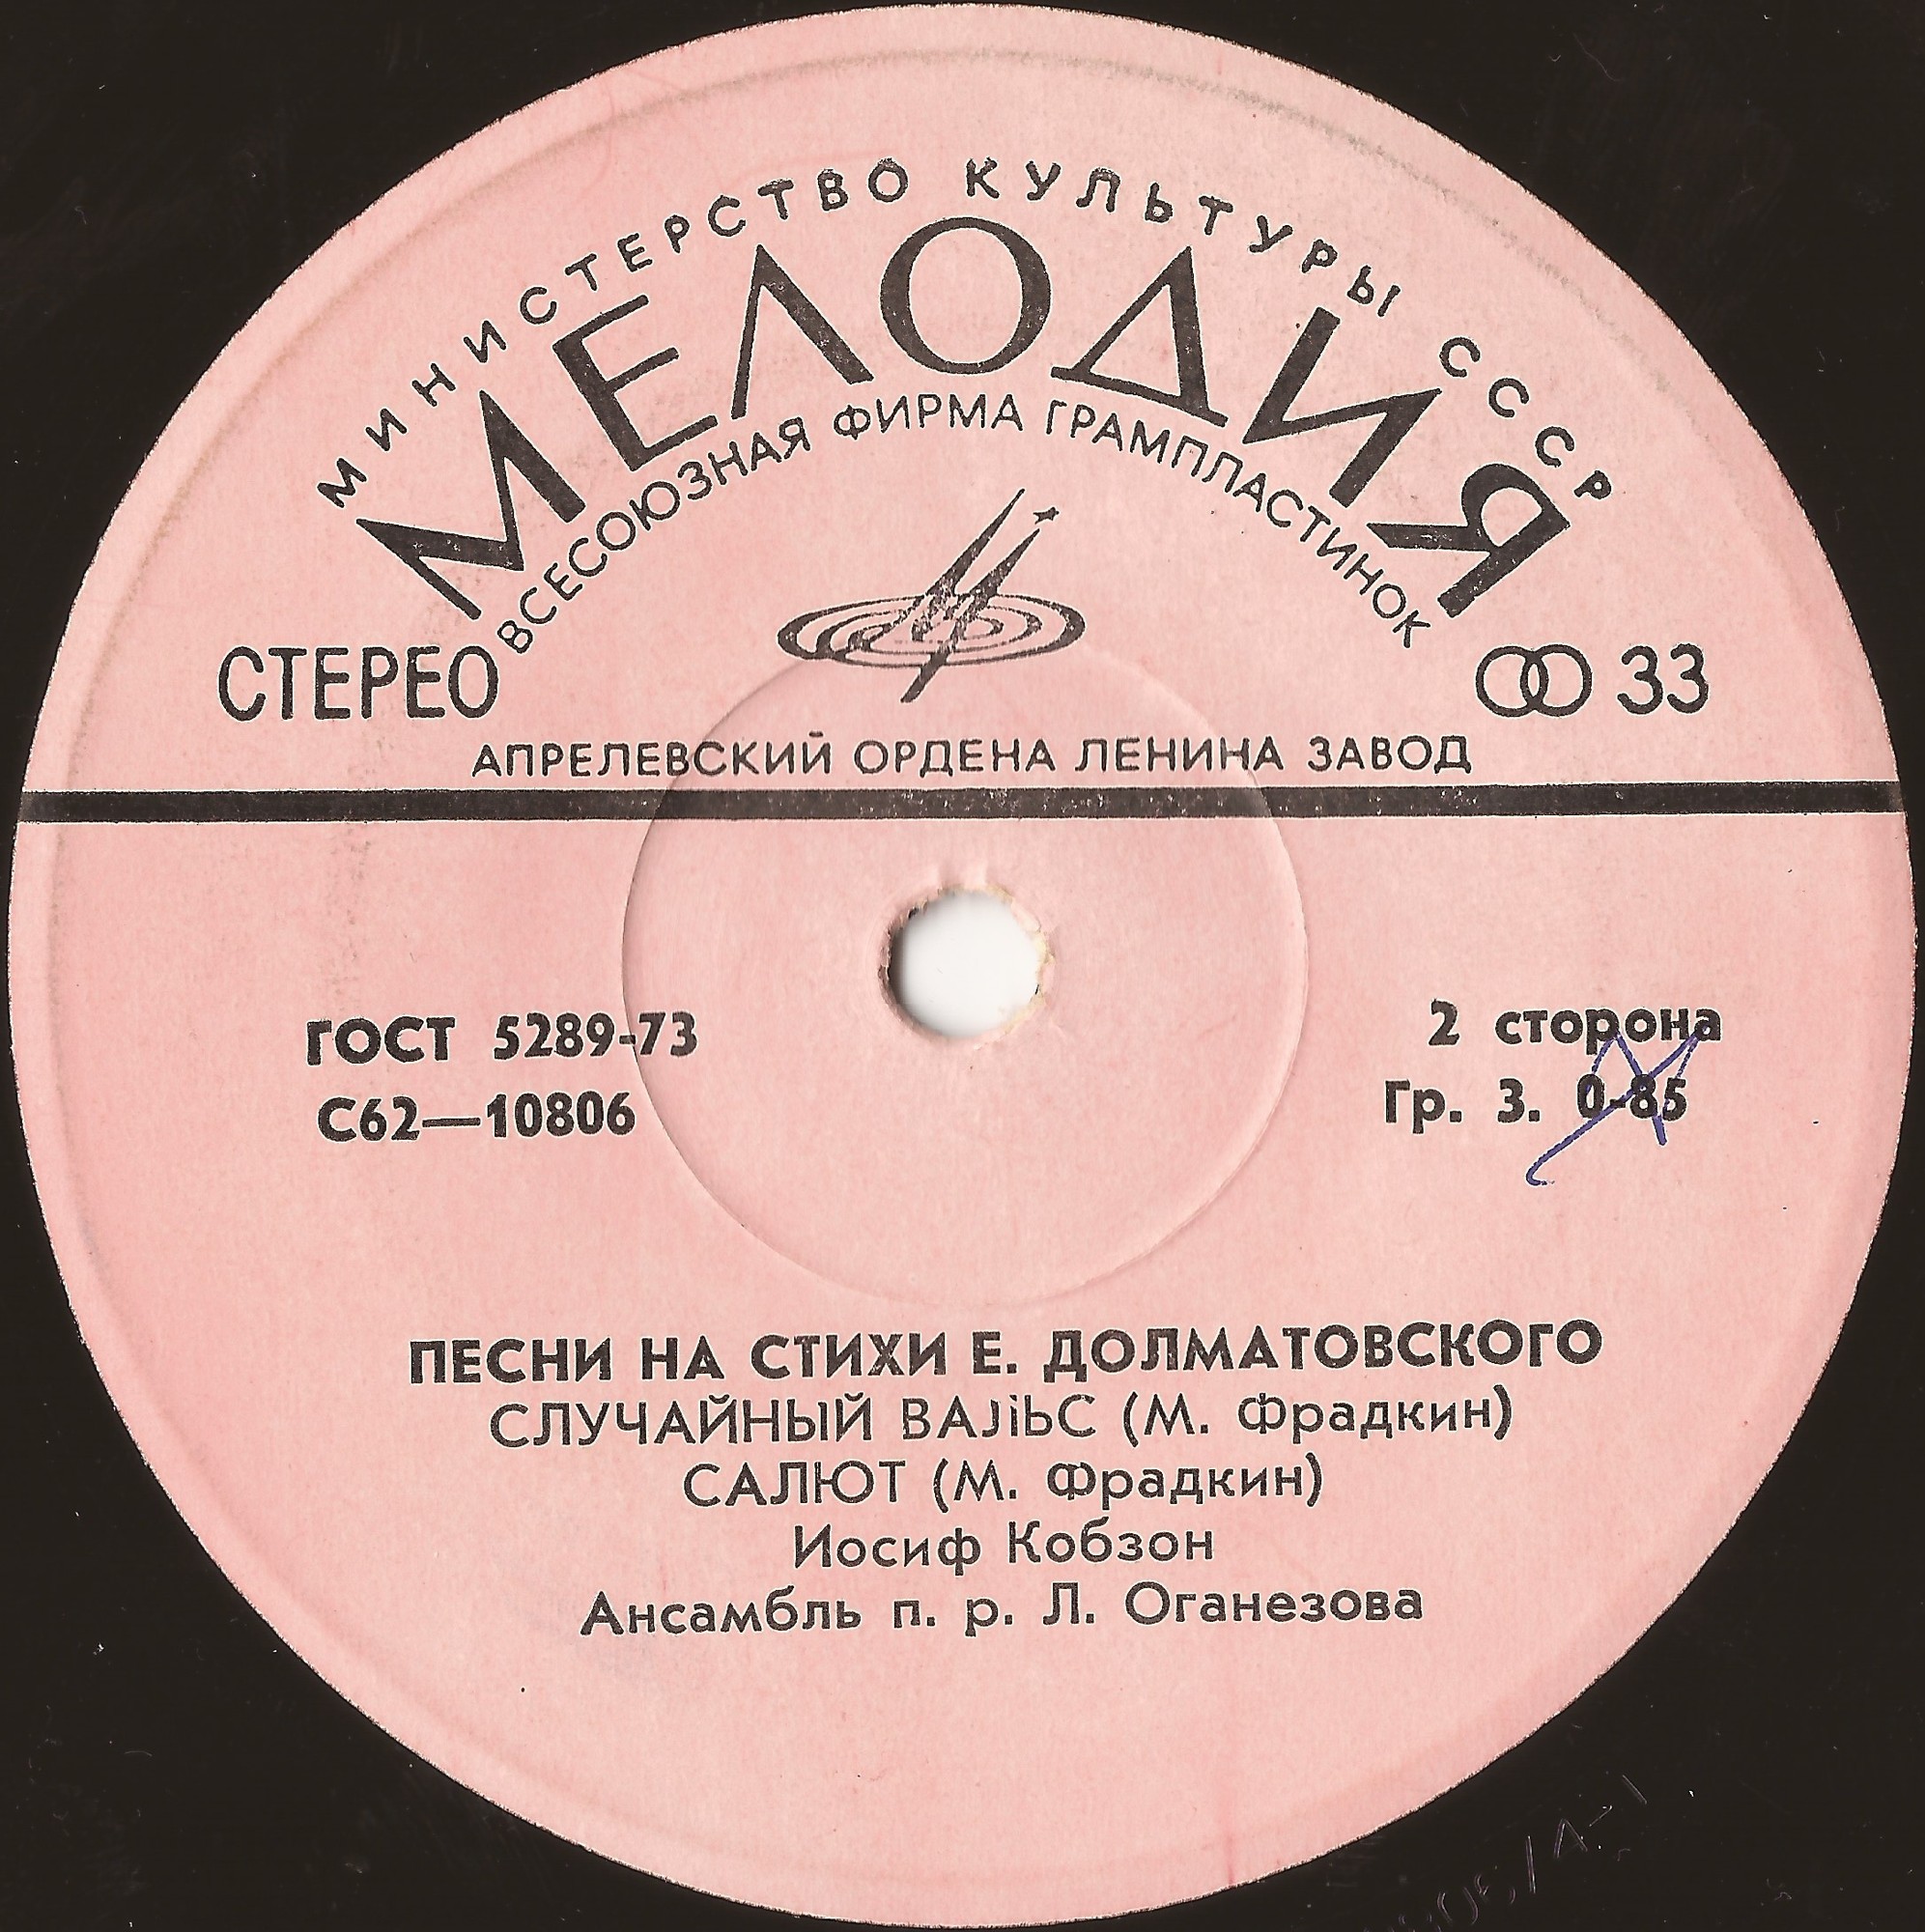 МИНИСТЕРСТВО КУЛЬТУРЫ СССР
МЕЛОДИЯ
ВСЕСОЮЗНАЯ ФИРМА ГРАМПЛАСТИНОК
СТЕРЕО
33
АПРЕЛЕВСКИЙ ОРДЕНА ЛЕНИНА ЗАВОД
ГОСТ 5289-73
2 сторона
С62—10806
Гр. 3. 0-85
ПЕСНИ НА СТИХИ Е. ДОЛМАТОВСКОГО
СЛУЧАЙНЫЙ ВАЛЬС (М. Фрадкин)
САЛЮТ (М. Фрадкин)
Иосиф Кобзон
Ансамбль п. р. Л. Оганезова